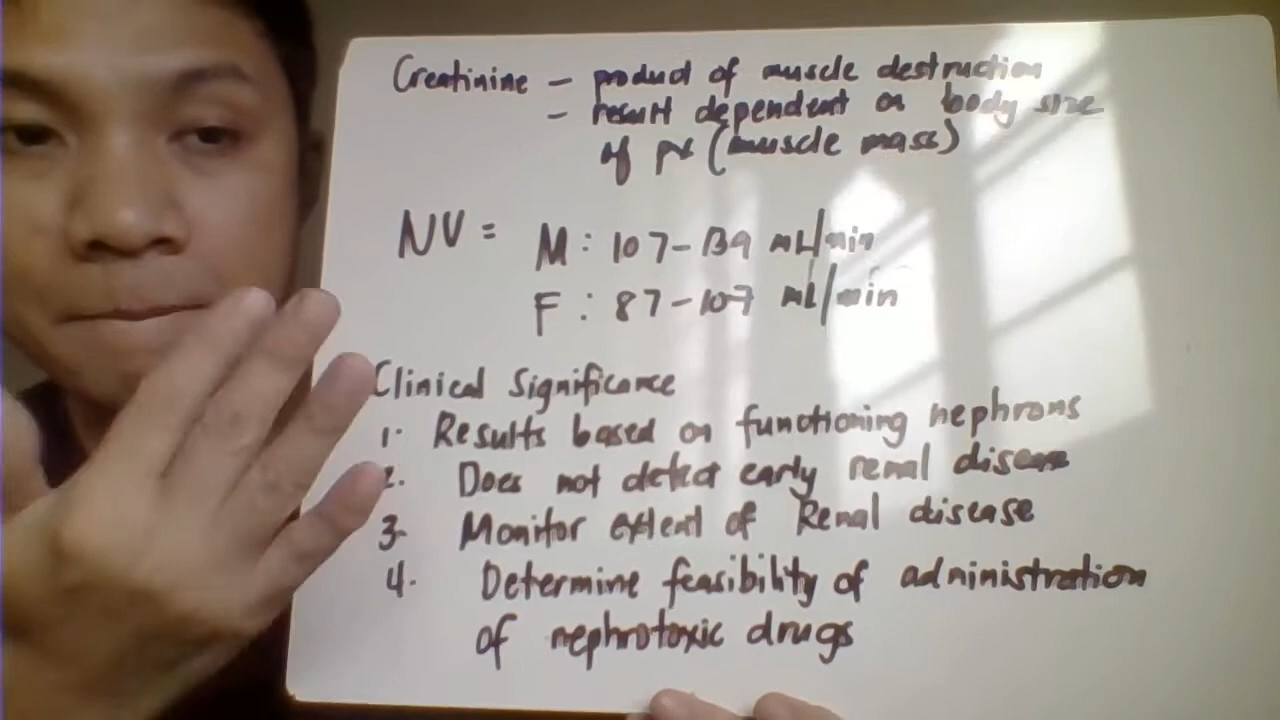 Creatinine - product of muscle destruction
- result dependent on body size
of px (muscle mass)
NV = M : 107-139 mL/min
F : 87-107 mL/min
Clinical Significance
1. Results based on functioning nephrons
2. Does not detect early renal disease
3. Monitor extent of Renal disease
4. Determine feasibility of administration
of nephrotoxic drugs